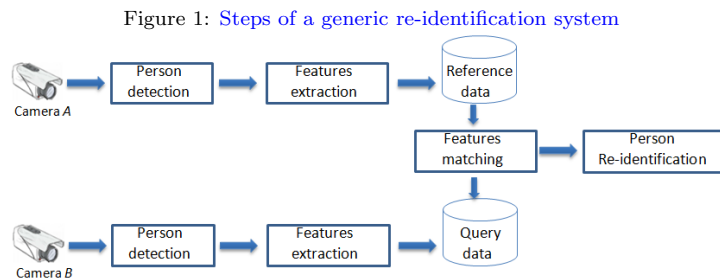 Figure 1: Steps of a generic re-identification system
Person
detection
Features
extraction
Reference
data
Camera A
Features
matching
Person
Re-identification
Person
detection
Features
extraction
Query
data
Camera B